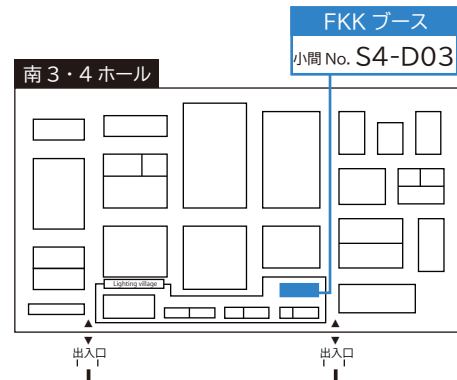 FKK ブース
小間 No. S4-D03
南 3・4 ホール
Lighting village
出入口
出入口